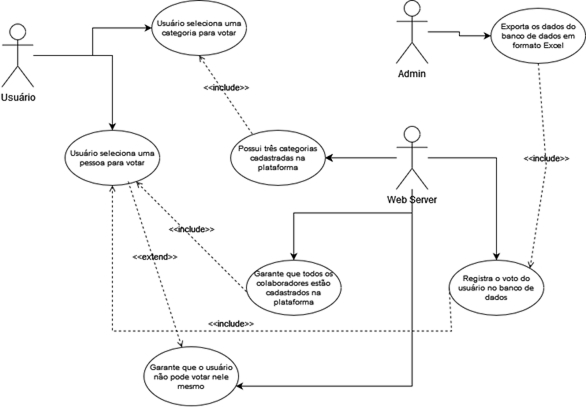 Usuário seleciona uma
categoria para votar
Exporta os dados do
banco de dados em
formato Excel
Usuário
Admin
<<include>>
Usuário seleciona uma
pessoa para votar
Possui três categorias
cadastradas na
plataforma
<<include>>
Web Server
<<include>>
<<extend>>
Garante que todos os
colaboradores estão
cadastrados na
plataforma
Registra o voto do
usuário no banco de
dados
<<include>>
Garante que o usuário
não pode votar nele
mesmo